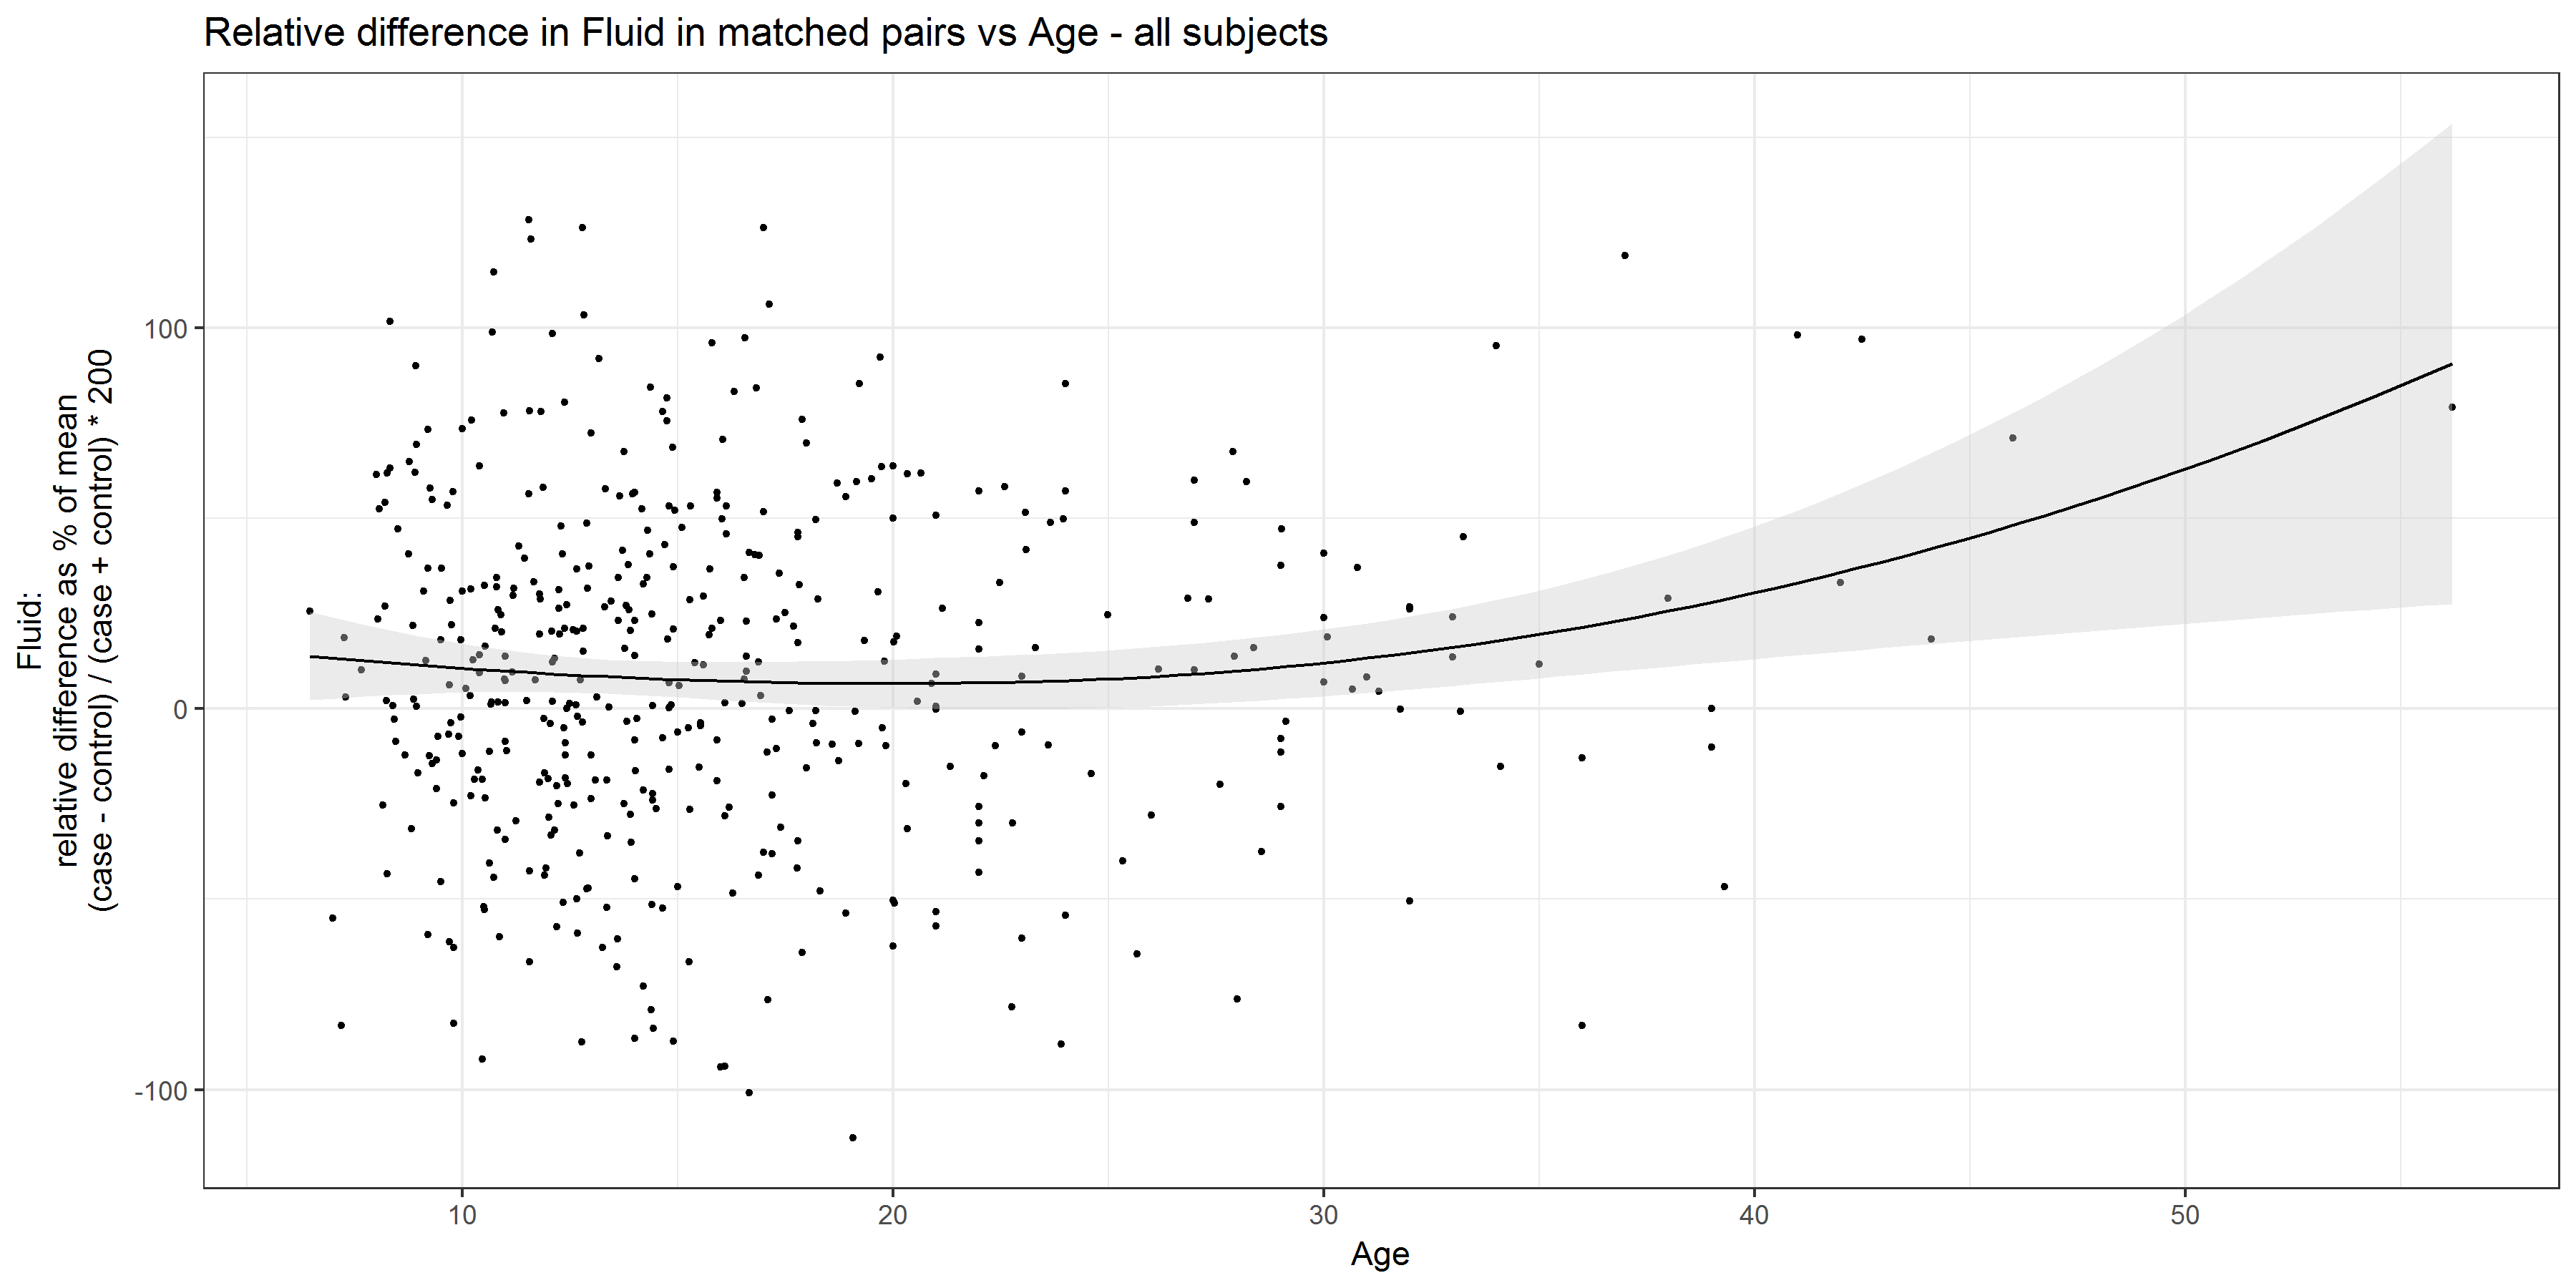 Relative difference in Fluid in matched pairs vs Age - all subjects
Fluid:
relative difference as % of mean
(case - control) / (case + control) * 200
100
0
-100
10
20
30
40
50
Age